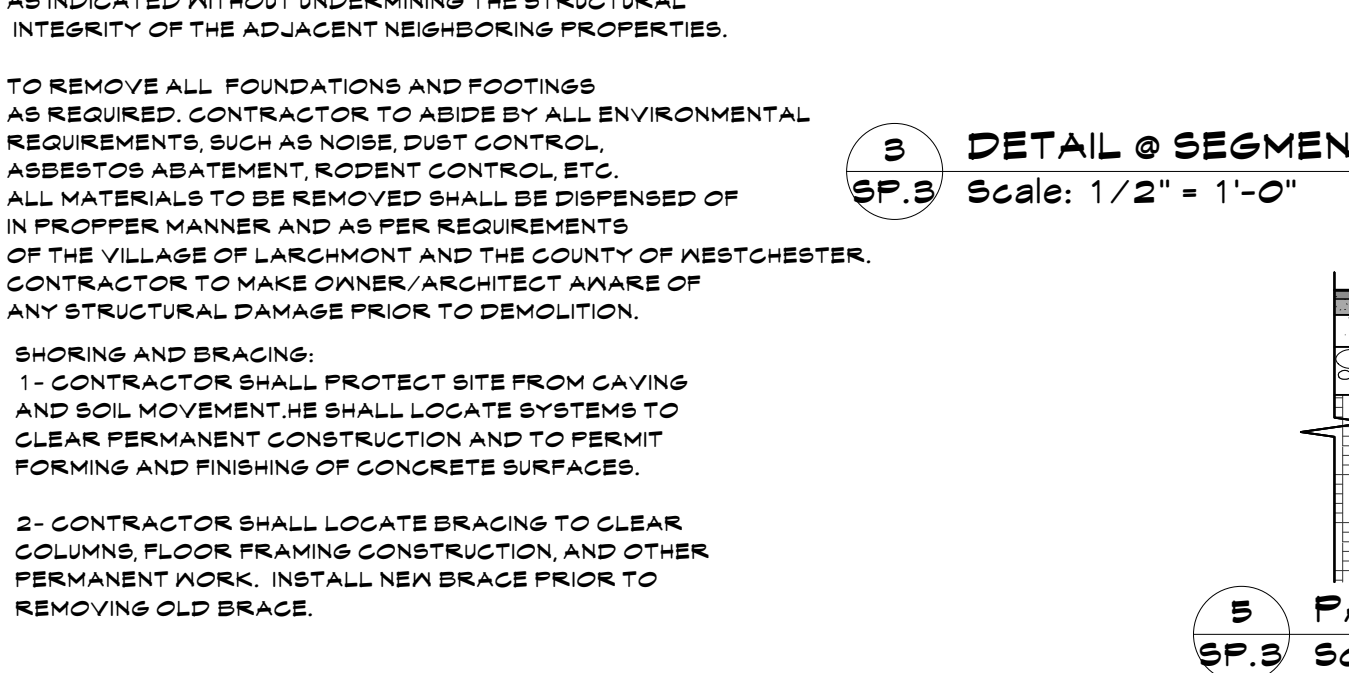 AS INDICATED WITHOUT UNDERMINING THE STRUCTURAL
INTEGRITY OF THE ADJACENT NEIGHBORING PROPERTIES.
TO REMOVE ALL FOUNDATIONS AND FOOTINGS
AS REQUIRED. CONTRACTOR TO ABIDE BY ALL ENVIRONMENTAL
REQUIREMENTS, SUCH AS NOISE, DUST CONTROL,
ASBESTOS ABATEMENT, RODENT CONTROL, ETC.
ALL MATERIALS TO BE REMOVED SHALL BE DISPENSED OF
IN PROPPER MANNER AND AS PER REQUIREMENTS
OF THE VILLAGE OF LARCHMONT AND THE COUNTY OF WESTCHESTER.
CONTRACTOR TO MAKE OWNER/ARCHITECT AWARE OF
ANY STRUCTURAL DAMAGE PRIOR TO DEMOLITION.
SHORING AND BRACING:
1- CONTRACTOR SHALL PROTECT SITE FROM CAVING
AND SOIL MOVEMENT.HE SHALL LOCATE SYSTEMS TO
CLEAR PERMANENT CONSTRUCTION AND TO PERMIT
FORMING AND FINISHING OF CONCRETE SURFACES.
2- CONTRACTOR SHALL LOCATE BRACING TO CLEAR
COLUMNS, FLOOR FRAMING CONSTRUCTION, AND OTHER
PERMANENT WORK. INSTALL NEW BRACE PRIOR TO
REMOVING OLD BRACE.
3 DETAIL @ SEGMEN
SP.3 Scale: 1/2" = 1'-0"
5 PA
SP.3 Sc